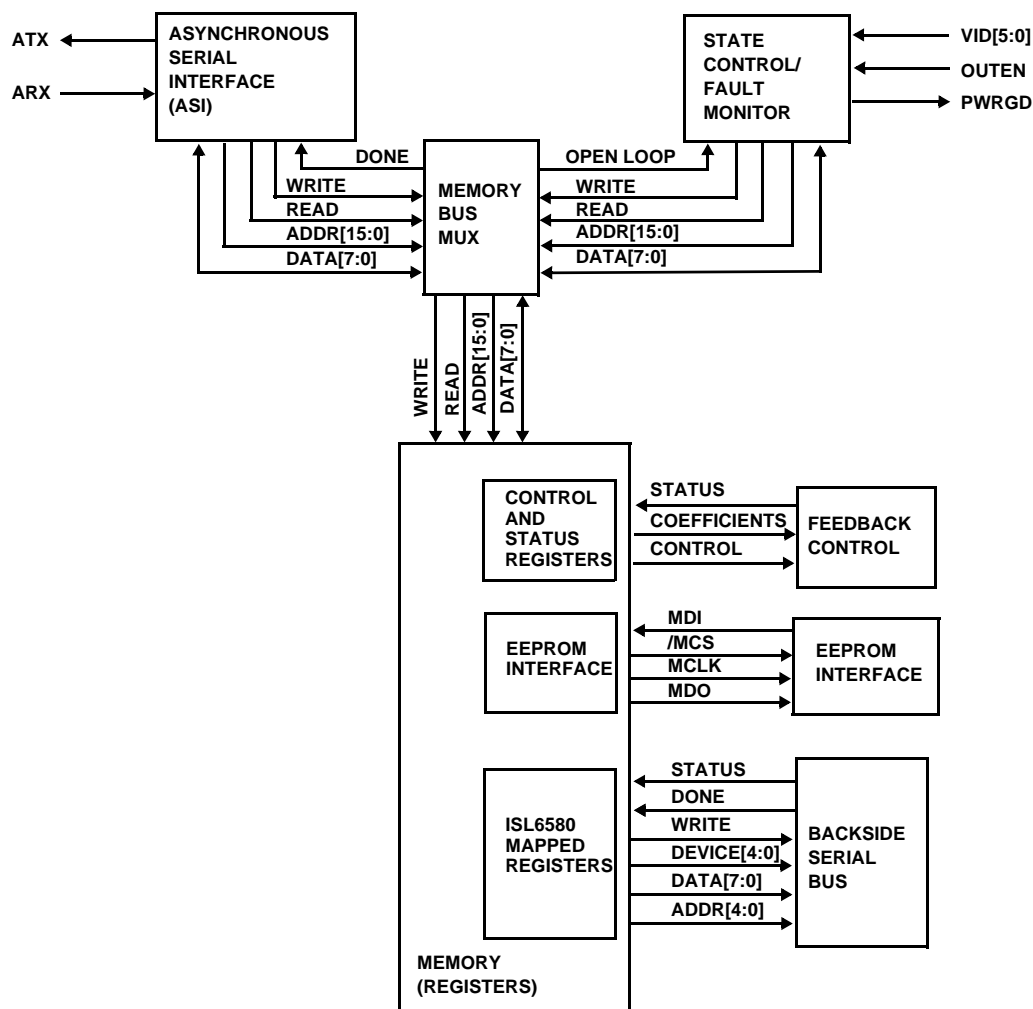 ATX
ARX
ASYNCHRONOUS
SERIAL
INTERFACE
(ASI)
STATE
CONTROL/
FAULT
MONITOR
VID[5:0]
OUTEN
PWRGD
DONE
WRITE
READ
ADDR[15:0]
DATA[7:0]
MEMORY
BUS
MUX
OPEN LOOP
WRITE
READ
ADDR[15:0]
DATA[7:0]
WRITE
READ
ADDR[15:0]
DATA[7:0]
CONTROL
AND
STATUS
REGISTERS
STATUS
COEFFICIENTS
CONTROL
FEEDBACK
CONTROL
EEPROM
INTERFACE
MDI
/MCS
MCLK
MDO
EEPROM
INTERFACE
ISL6580
MAPPED
REGISTERS
STATUS
DONE
WRITE
DEVICE[4:0]
DATA[7:0]
ADDR[4:0]
BACKSIDE
SERIAL
BUS
MEMORY
(REGISTERS)